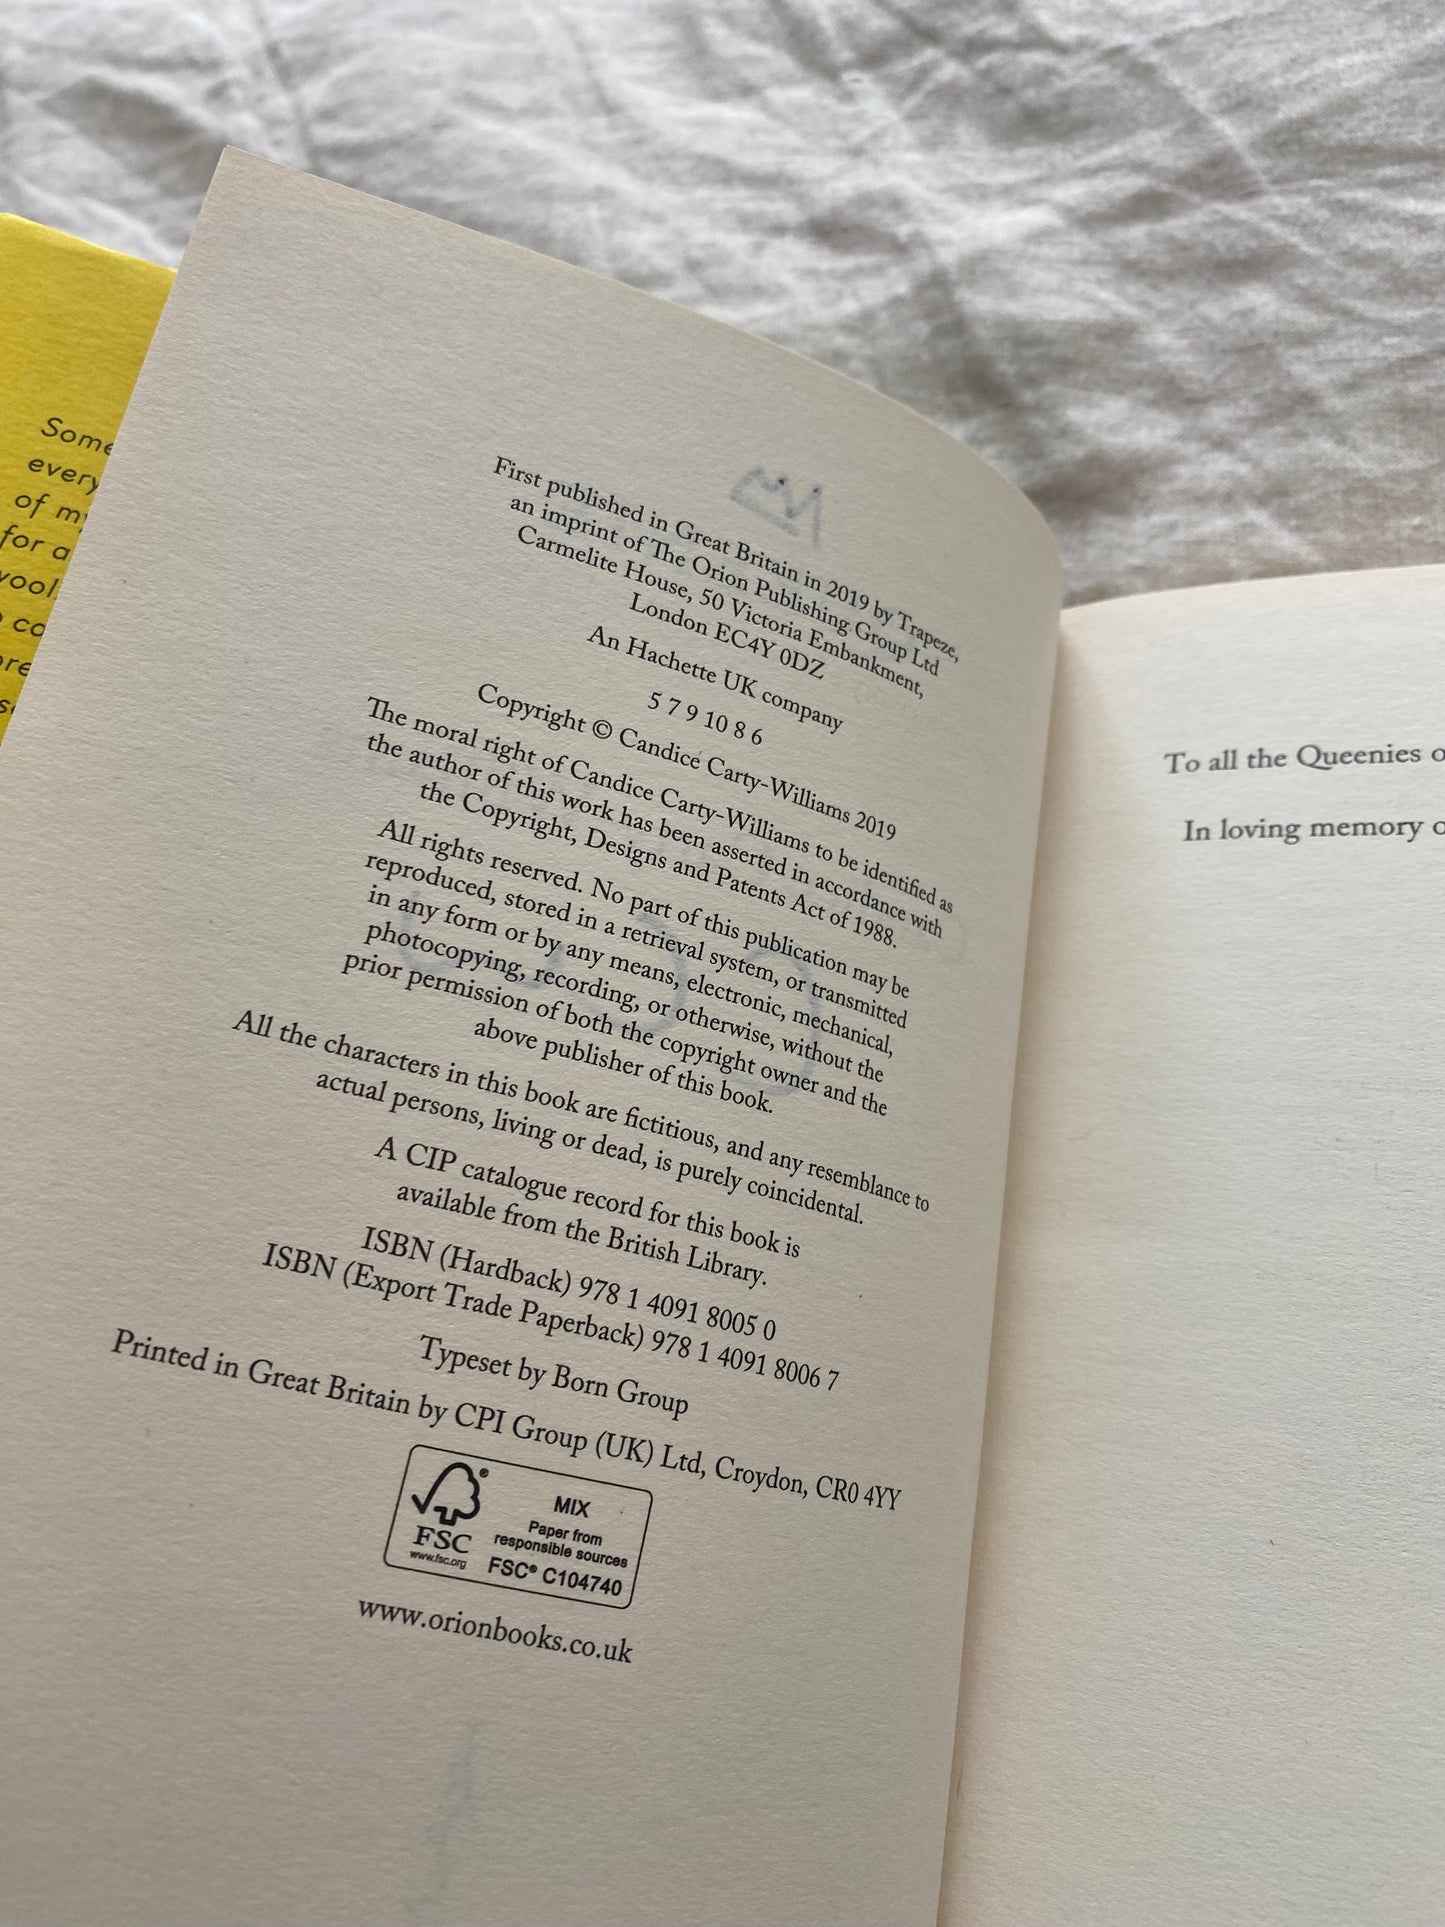 Some
every
of my
for a
First published in Great Britain in 2019 by Trapeze,
an imprint of The Orion Publishing Group Ltd
Carmelite House, 50 Victoria Embankment,
London EC4Y 0DZ
An Hachette UK company
5 7 9 10 8 6
Copyright © Candice Carty-Williams 2019
The moral right of Candice Carty-Williams to be identified as
the author of this work has been asserted in accordance with
the Copyright, Designs and Patents Act of 1988.
All rights reserved. No part of this publication may be
reproduced, stored in a retrieval system, or transmitted
in any form or by any means, electronic, mechanical,
photocopying, recording, or otherwise, without the
prior permission of both the copyright owner and the
above publisher of this book.
All the characters in this book are fictitious, and any resemblance to
actual persons, living or dead, is purely coincidental.
A CIP catalogue record for this book is
available from the British Library.
ISBN (Hardback) 978 1 4091 8005 0
ISBN (Export Trade Paperback) 978 1 4091 8006 7
Typeset by Born Group
Printed in Great Britain by CPI Group (UK) Ltd, Croydon, CR0 4YY
FSC
www.fsc.org
MIX
Paper from
responsible sources
FSC® C104740
www.orionbooks.co.uk
To all the Queenies
In loving memory